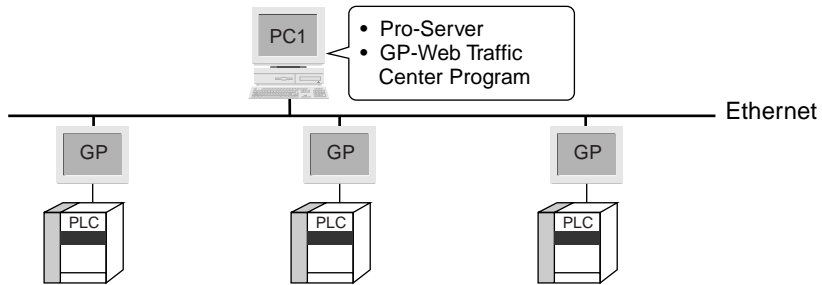 PC1
• Pro-Server
• GP-Web Traffic
Center Program
Ethernet
GP
GP
GP
PLC
PLC
PLC